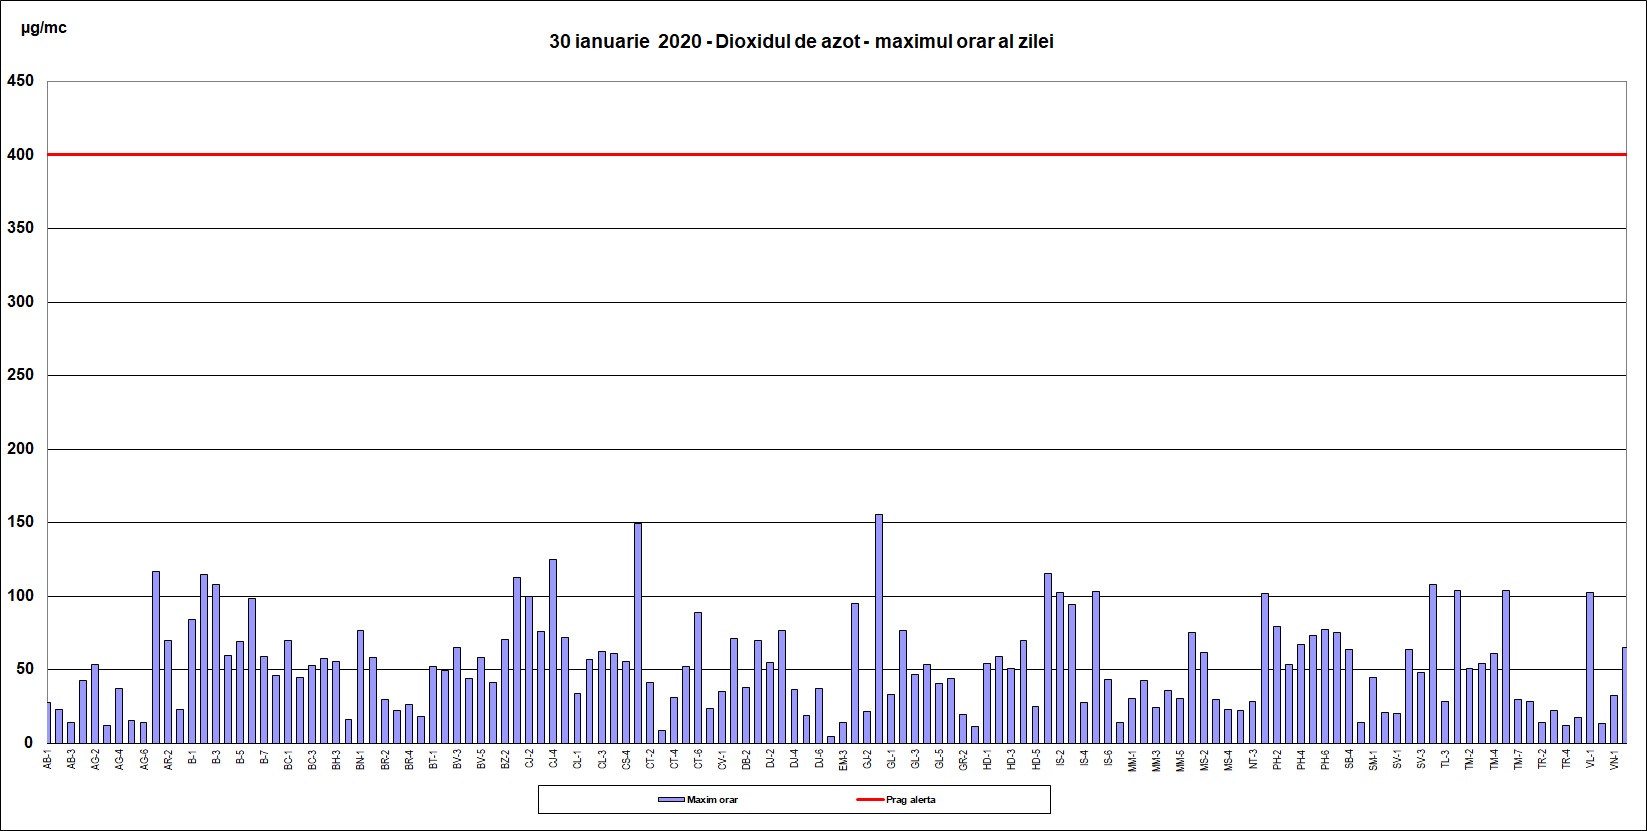 µg/mc
30 ianuarie 2020 - Dioxidul de azot - maximul orar al zilei
450
400
350
300
250
200
150
100
50
0
AB-1
AB-3
AG-2
AG-4
AG-6
AR-2
B-1
B-3
B-5
B-7
BC-1
BC-3
BH-3
BN-1
BR-2
BR-4
BT-1
BV-3
BV-5
BZ-2
CJ-2
CJ-4
CL-1
CL-3
CS-4
CT-2
CT-4
CT-6
CV-1
DB-2
DJ-2
DJ-4
DJ-6
EM-3
GJ-2
GL-1
GL-3
GL-5
GR-2
HD-1
HD-3
HD-5
IS-2
IS-4
IS-6
MM-1
MM-3
MM-5
MS-2
MS-4
NT-3
PH-2
PH-4
PH-6
SB-4
SM-1
SV-1
SV-3
TL-3
TM-2
TM-4
TM-7
TR-2
TR-4
VL-1
VN-1
Maxim orar
Prag alerta